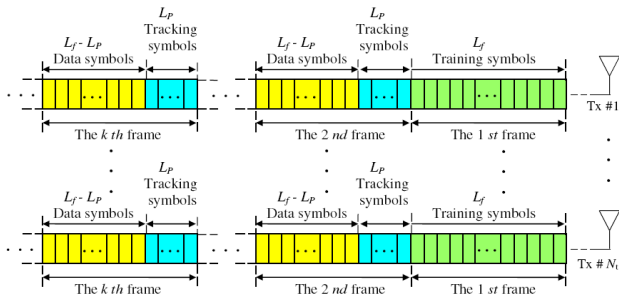 L_P
L_P
Tracking
Tracking
L_f - L_P
symbols
L_f - L_P
symbols
L_f
Data symbols
Data symbols
Training symbols
Tx #1
The k th frame
The 2 nd frame
The 1 st frame
L_P
L_P
Tracking
Tracking
L_f - L_P
symbols
L_f - L_P
symbols
L_f
Data symbols
Data symbols
Training symbols
Tx # N_t
The k th frame
The 2 nd frame
The 1 st frame